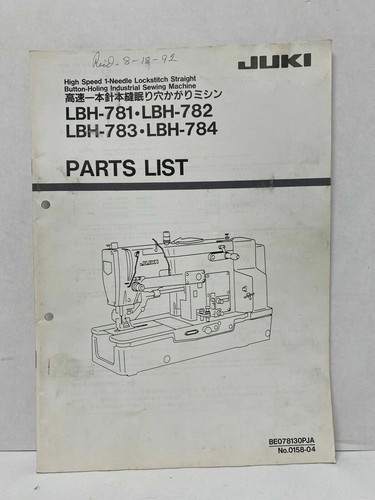 Recd - 8-18-92
JUKI
High Speed 1-Needle Lockstitch Straight
Button-Holing Industrial Sewing Machine
高速一本針本縫眠り穴かがりミシン
LBH-781・LBH-782
LBH-783・LBH-784
PARTS LIST
JUKI
BE078130PJA
No.0158-04